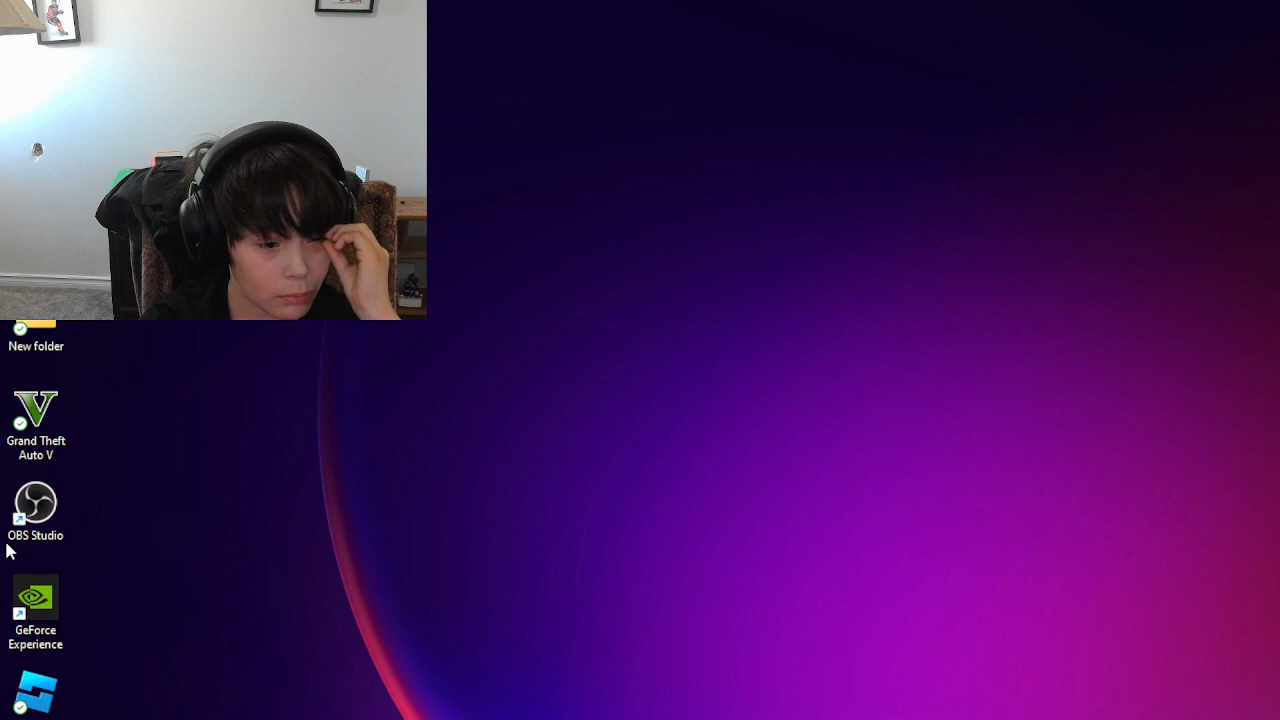 New folder
Grand Theft
Auto V
OBS Studio
GeForce
Experience